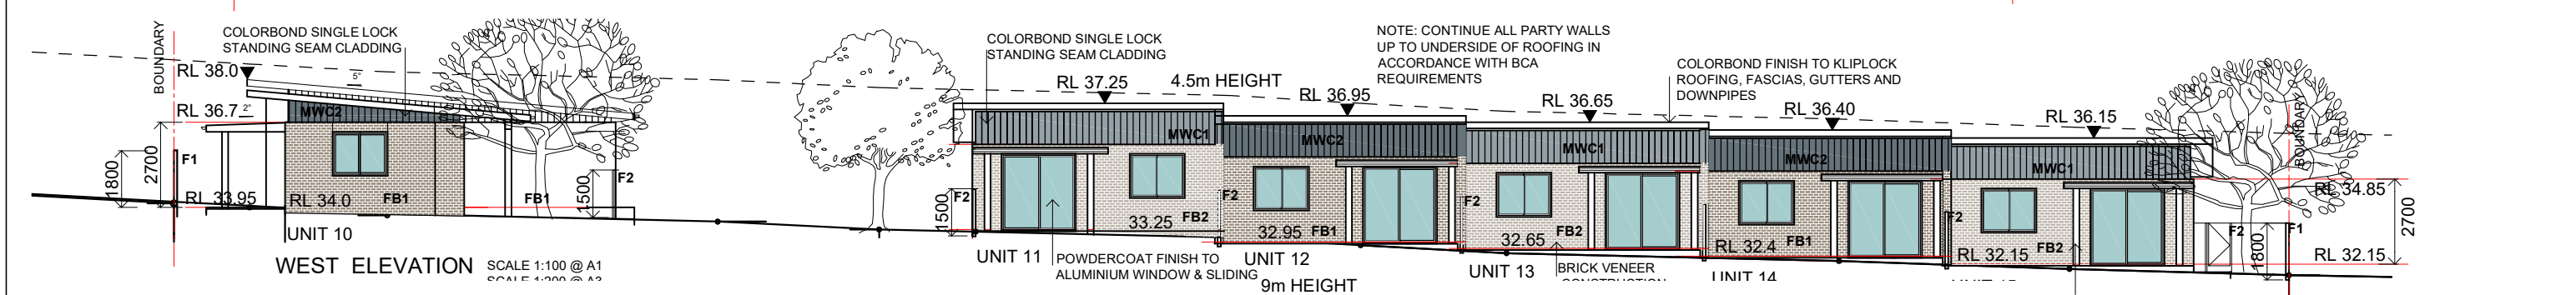 BOUNDARY
COLORBOND SINGLE LOCK
STANDING SEAM CLADDING
RL 38.0
5°
RL 36.7
2°
MWC2
F1
1800
2700
RL 33.95
RL 34.0
FB1
FB1
1500
F2
UNIT 10
WEST ELEVATION
SCALE 1:100 @ A1
SCALE 1:200 @ A3
COLORBOND SINGLE LOCK
STANDING SEAM CLADDING
RL 37.25
4.5m HEIGHT
MWC1
1500
F2
33.25
FB2
UNIT 11
POWDERCOAT FINISH TO
ALUMINIUM WINDOW & SLIDING
NOTE: CONTINUE ALL PARTY WALLS
UP TO UNDERSIDE OF ROOFING IN
ACCORDANCE WITH BCA
REQUIREMENTS
RL 36.95
MWC2
F2
32.95
FB1
UNIT 12
9m HEIGHT
RL 36.65
MWC1
F2
32.65
FB2
UNIT 13
BRICK VENEER
CONSTRUCTION
COLORBOND FINISH TO KLIPLOCK
ROOFING, FASCIAS, GUTTERS AND
DOWNPIPES
RL 36.40
MWC2
RL 32.4
FB1
UNIT 14
RL 36.15
MWC1
F2
RL 32.15
FB2
BOUNDARY
RL 34.85
2700
F2
1800
F1
RL 32.15